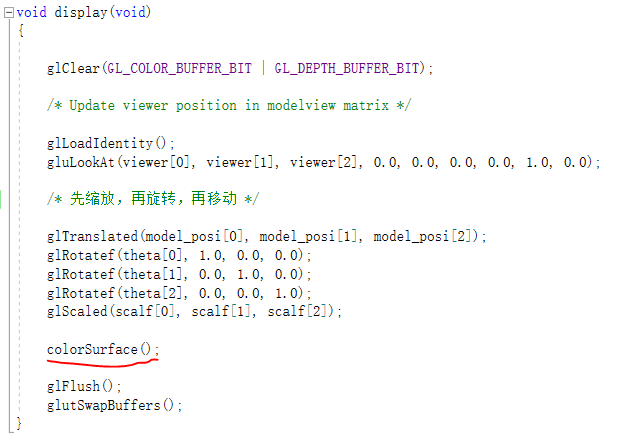 void display(void)
{
glClear(GL_COLOR_BUFFER_BIT | GL_DEPTH_BUFFER_BIT);
/* Update viewer position in modelview matrix */
glLoadIdentity();
gluLookAt(viewer[0], viewer[1], viewer[2], 0.0, 0.0, 0.0, 0.0, 1.0, 0.0);
/* 先缩放，再旋转，再移动 */
glTranslated(model_posi[0], model_posi[1], model_posi[2]);
glRotatef(theta[0], 1.0, 0.0, 0.0);
glRotatef(theta[1], 0.0, 1.0, 0.0);
glRotatef(theta[2], 0.0, 0.0, 1.0);
glScaled(scalf[0], scalf[1], scalf[2]);
colorSurface();
glFlush();
glutSwapBuffers();
}